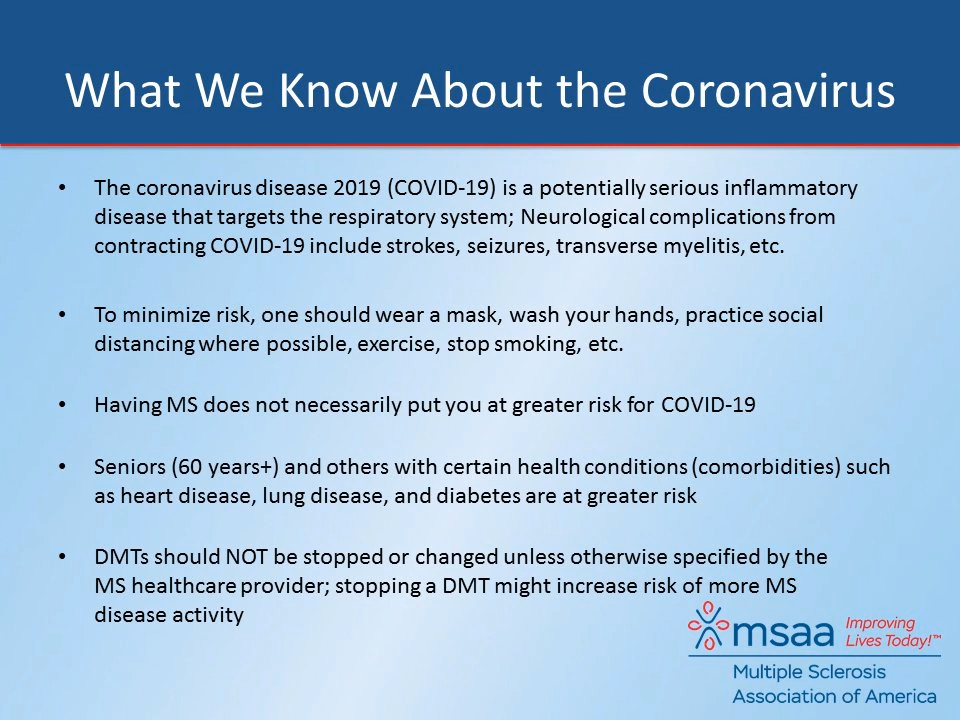 What We Know About the Coronavirus
• The coronavirus disease 2019 (COVID-19) is a potentially serious inflammatory
disease that targets the respiratory system; Neurological complications from
contracting COVID-19 include strokes, seizures, transverse myelitis, etc.
• To minimize risk, one should wear a mask, wash your hands, practice social
distancing where possible, exercise, stop smoking, etc.
• Having MS does not necessarily put you at greater risk for COVID-19
• Seniors (60 years+) and others with certain health conditions (comorbidities) such
as heart disease, lung disease, and diabetes are at greater risk
• DMTs should NOT be stopped or changed unless otherwise specified by the
MS healthcare provider; stopping a DMT might increase risk of more MS
disease activity
msaa
Improving
Lives Today!™
Multiple Sclerosis
Association of America